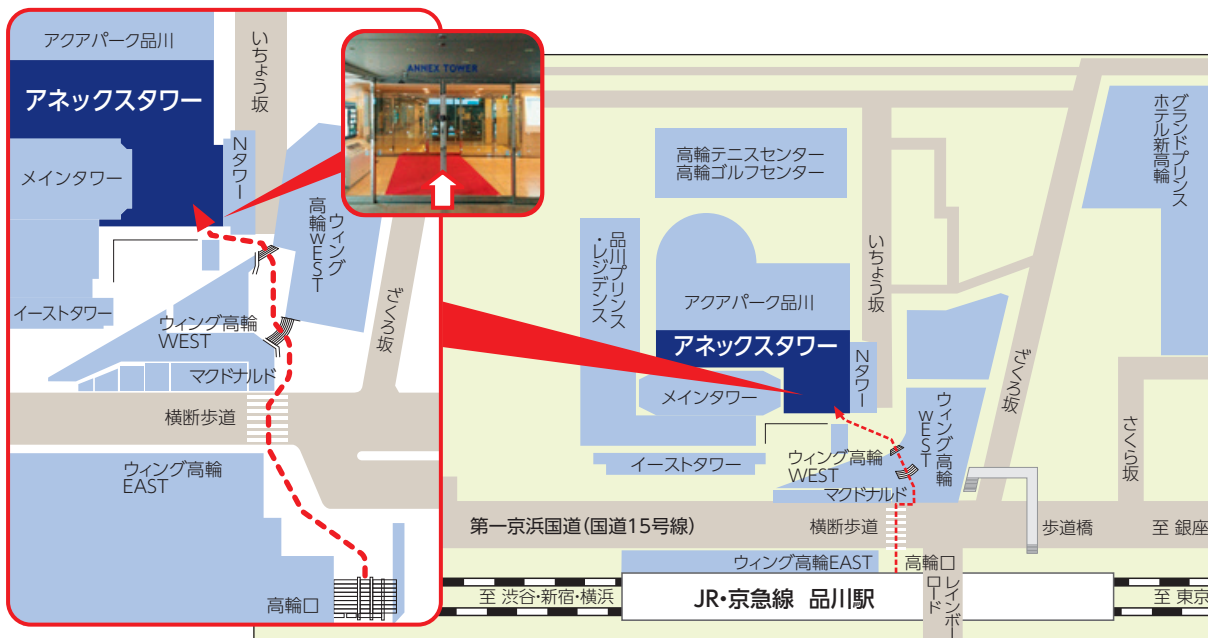 アクアパーク品川
いちょう坂
アネックスタワー
Nタワー
メインタワー
ウィング
高輪WEST
イーストタワー
ウィング高輪
WEST
マクドナルド
ざくろ坂
横断歩道
ウィング高輪
EAST
高輪口
ANNEX TOWER
高輪テニスセンター
高輪ゴルフセンター
グランドプリンス
ホテル新高輪
品川プリンス
・レジデンス
いちょう坂
アクアパーク品川
アネックスタワー
Nタワー
メインタワー
ざくろ坂
ウィング高輪
WEST
さくら坂
イーストタワー
ウィング高輪
WEST
マクドナルド
第一京浜国道(国道15号線)
横断歩道
歩道橋
至 銀座
ウィング高輪EAST
高輪口
至 渋谷・新宿・横浜
JR・京急線 品川駅
レインボー
ロード
至 東京